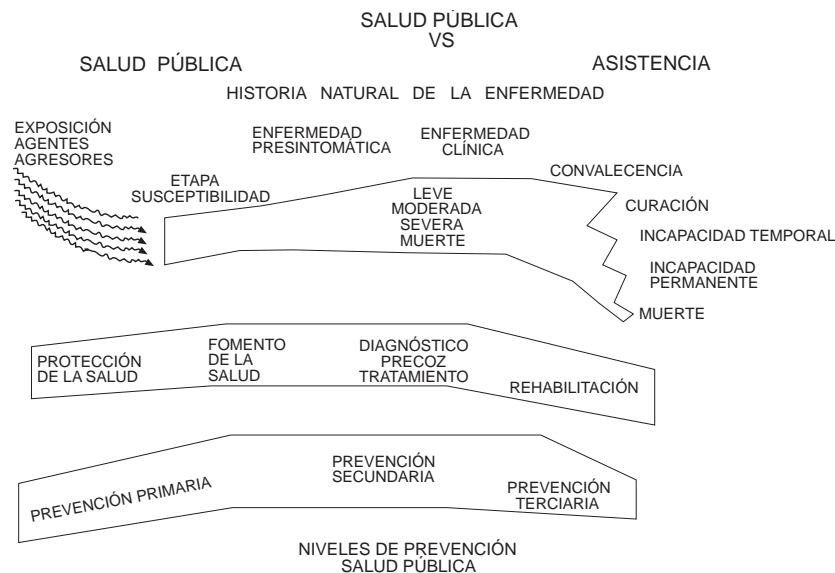 SALUD PÚBLICA
VS
SALUD PÚBLICA
ASISTENCIA
HISTORIA NATURAL DE LA ENFERMEDAD
EXPOSICIÓN
AGENTES
AGRESORES
ENFERMEDAD
PRESINTOMÁTICA
ENFERMEDAD
CLÍNICA
ETAPA
SUSCEPTIBILIDAD
CONVALECENCIA
LEVE
MODERADA
SEVERA
MUERTE
CURACIÓN
INCAPACIDAD TEMPORAL
INCAPACIDAD
PERMANENTE
MUERTE
PROTECCIÓN
DE LA SALUD
FOMENTO
DE LA
SALUD
DIAGNÓSTICO
PRECOZ
TRATAMIENTO
REHABILITACIÓN
PREVENCIÓN PRIMARIA
PREVENCIÓN
SECUNDARIA
PREVENCIÓN
TERCIARIA
NIVELES DE PREVENCIÓN
SALUD PÚBLICA